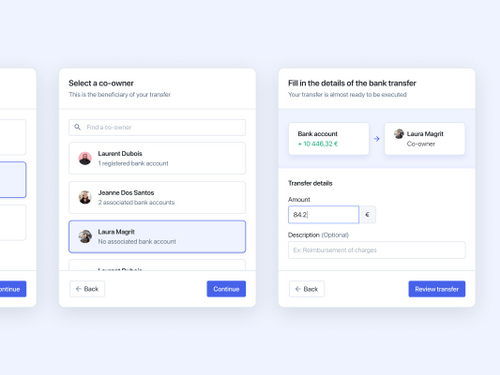 ontinue
Select a co-owner
This is the beneficiary of your transfer
Find a co-owner
Laurent Dubois
1 registered bank account
Jeanne Dos Santos
2 associated bank accounts
Laura Magrit
No associated bank account
Laurent Dubois
← Back
Continue
Fill in the details of the bank transfer
Your transfer is almost ready to be executed
Bank account
+ 10 446,32 €
→
Laura Magrit
Co-owner
Transfer details
Amount
84.2
€
Description (Optional)
Ex: Reimbursement of charges
← Back
Review transfer